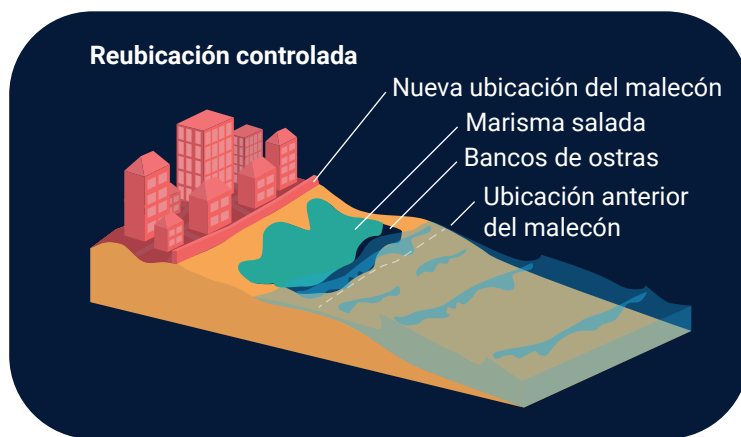 Reubicación controlada
Nueva ubicación del malecón
Marisma salada
Bancos de ostras
Ubicación anterior
del malecón